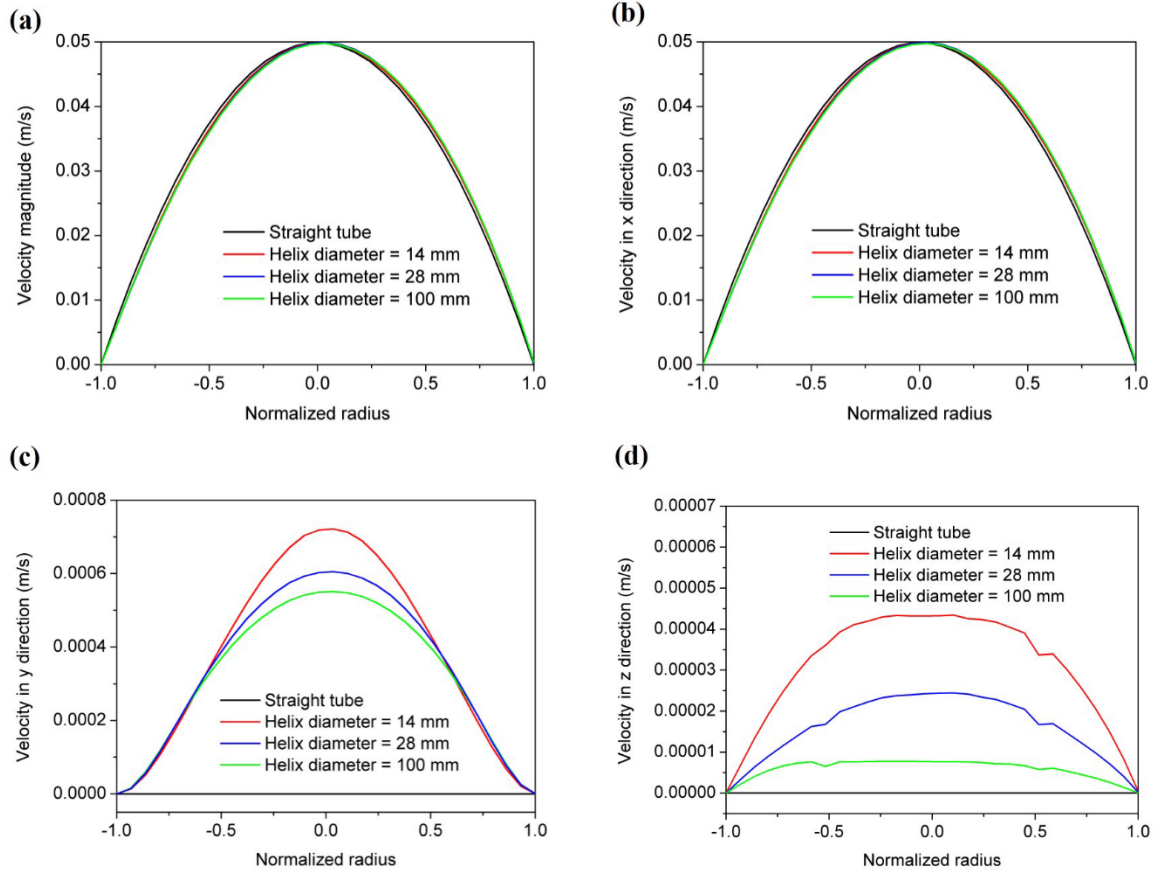 (a)
Velocity magnitude (m/s)
0.05
0.04
0.03
0.02
0.01
0.00
Straight tube
Helix diameter = 14 mm
Helix diameter = 28 mm
Helix diameter = 100 mm
-1.0 -0.5 0.0 0.5 1.0
Normalized radius
(b)
Velocity in x direction (m/s)
0.05
0.04
0.03
0.02
0.01
0.00
Straight tube
Helix diameter = 14 mm
Helix diameter = 28 mm
Helix diameter = 100 mm
-1.0 -0.5 0.0 0.5 1.0
Normalized radius
(c)
Velocity in y direction (m/s)
0.0008
0.0006
0.0004
0.0002
0.0000
Straight tube
Helix diameter = 14 mm
Helix diameter = 28 mm
Helix diameter = 100 mm
-1.0 -0.5 0.0 0.5 1.0
Normalized radius
(d)
Velocity in z direction (m/s)
0.00007
0.00006
0.00005
0.00004
0.00003
0.00002
0.00001
0.00000
Straight tube
Helix diameter = 14 mm
Helix diameter = 28 mm
Helix diameter = 100 mm
-1.0 -0.5 0.0 0.5 1.0
Normalized radius